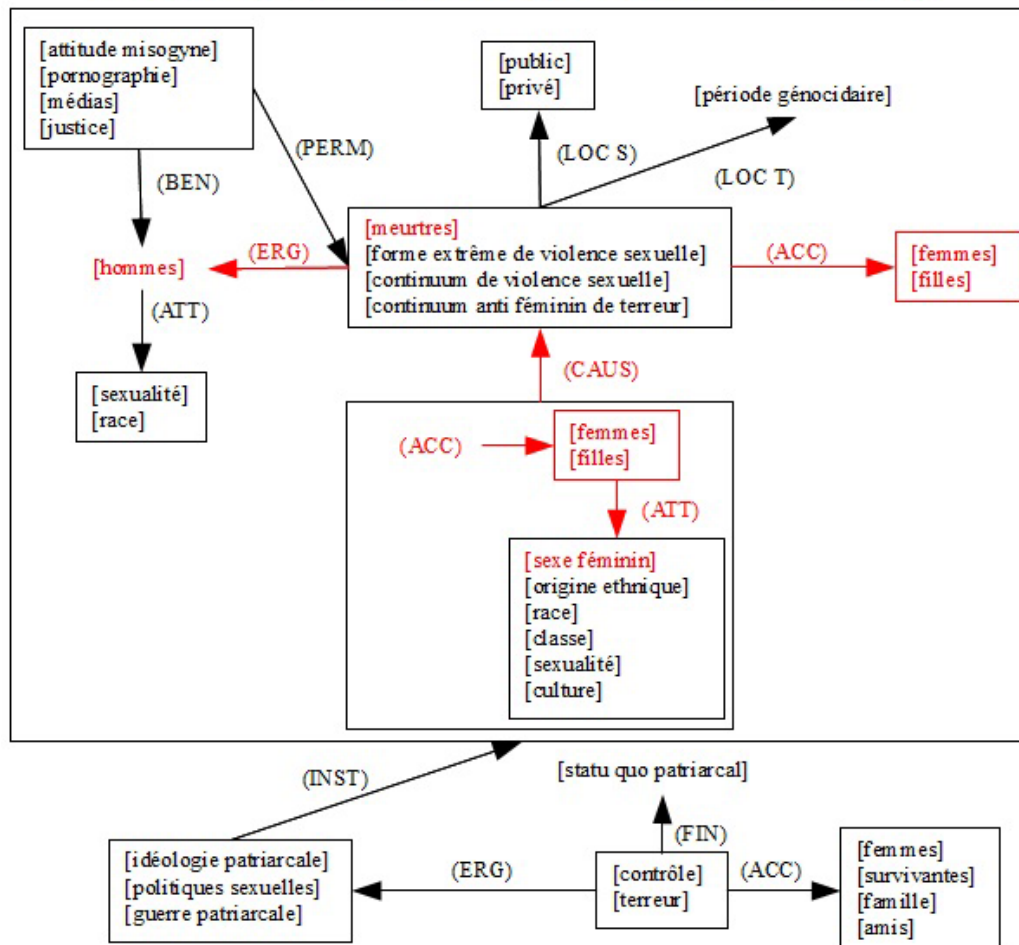 [attitude misogyne]
[pornographie]
[médias]
[justice]
[public]
[privé]
[période génocidaire]
(PERM)
(LOC S)
(LOC T)
(BEN)
[hommes]
(ERG)
[meurtres]
[forme extrême de violence sexuelle]
[continuum de violence sexuelle]
[continuum anti féminin de terreur]
(ACC)
[femmes]
[filles]
(ATT)
[sexualité]
[race]
(CAUS)
(ACC)
[femmes]
[filles]
(ATT)
[sexe féminin]
[origine ethnique]
[race]
[classe]
[sexualité]
[culture]
(INST)
[statu quo patriarcal]
(FIN)
[idéologie patriarcale]
[politiques sexuelles]
[guerre patriarcale]
(ERG)
[contrôle]
[terreur]
(ACC)
[femmes]
[survivantes]
[famille]
[amis]